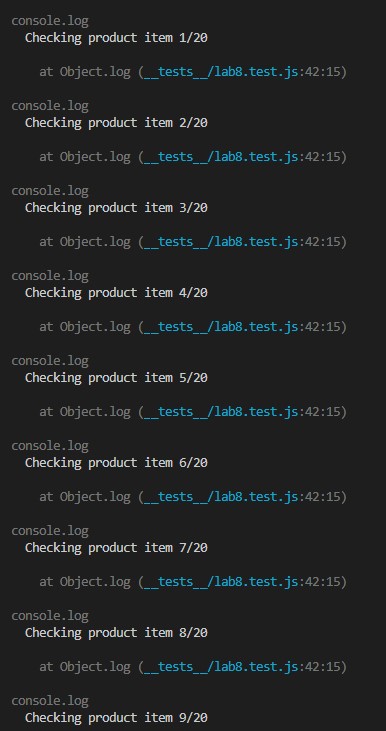 console.log
Checking product item 1/20
at Object.log (__tests__/lab8.test.js:42:15)
console.log
Checking product item 2/20
at Object.log (__tests__/lab8.test.js:42:15)
console.log
Checking product item 3/20
at Object.log (__tests__/lab8.test.js:42:15)
console.log
Checking product item 4/20
at Object.log (__tests__/lab8.test.js:42:15)
console.log
Checking product item 5/20
at Object.log (__tests__/lab8.test.js:42:15)
console.log
Checking product item 6/20
at Object.log (__tests__/lab8.test.js:42:15)
console.log
Checking product item 7/20
at Object.log (__tests__/lab8.test.js:42:15)
console.log
Checking product item 8/20
at Object.log (__tests__/lab8.test.js:42:15)
console.log
Checking product item 9/20